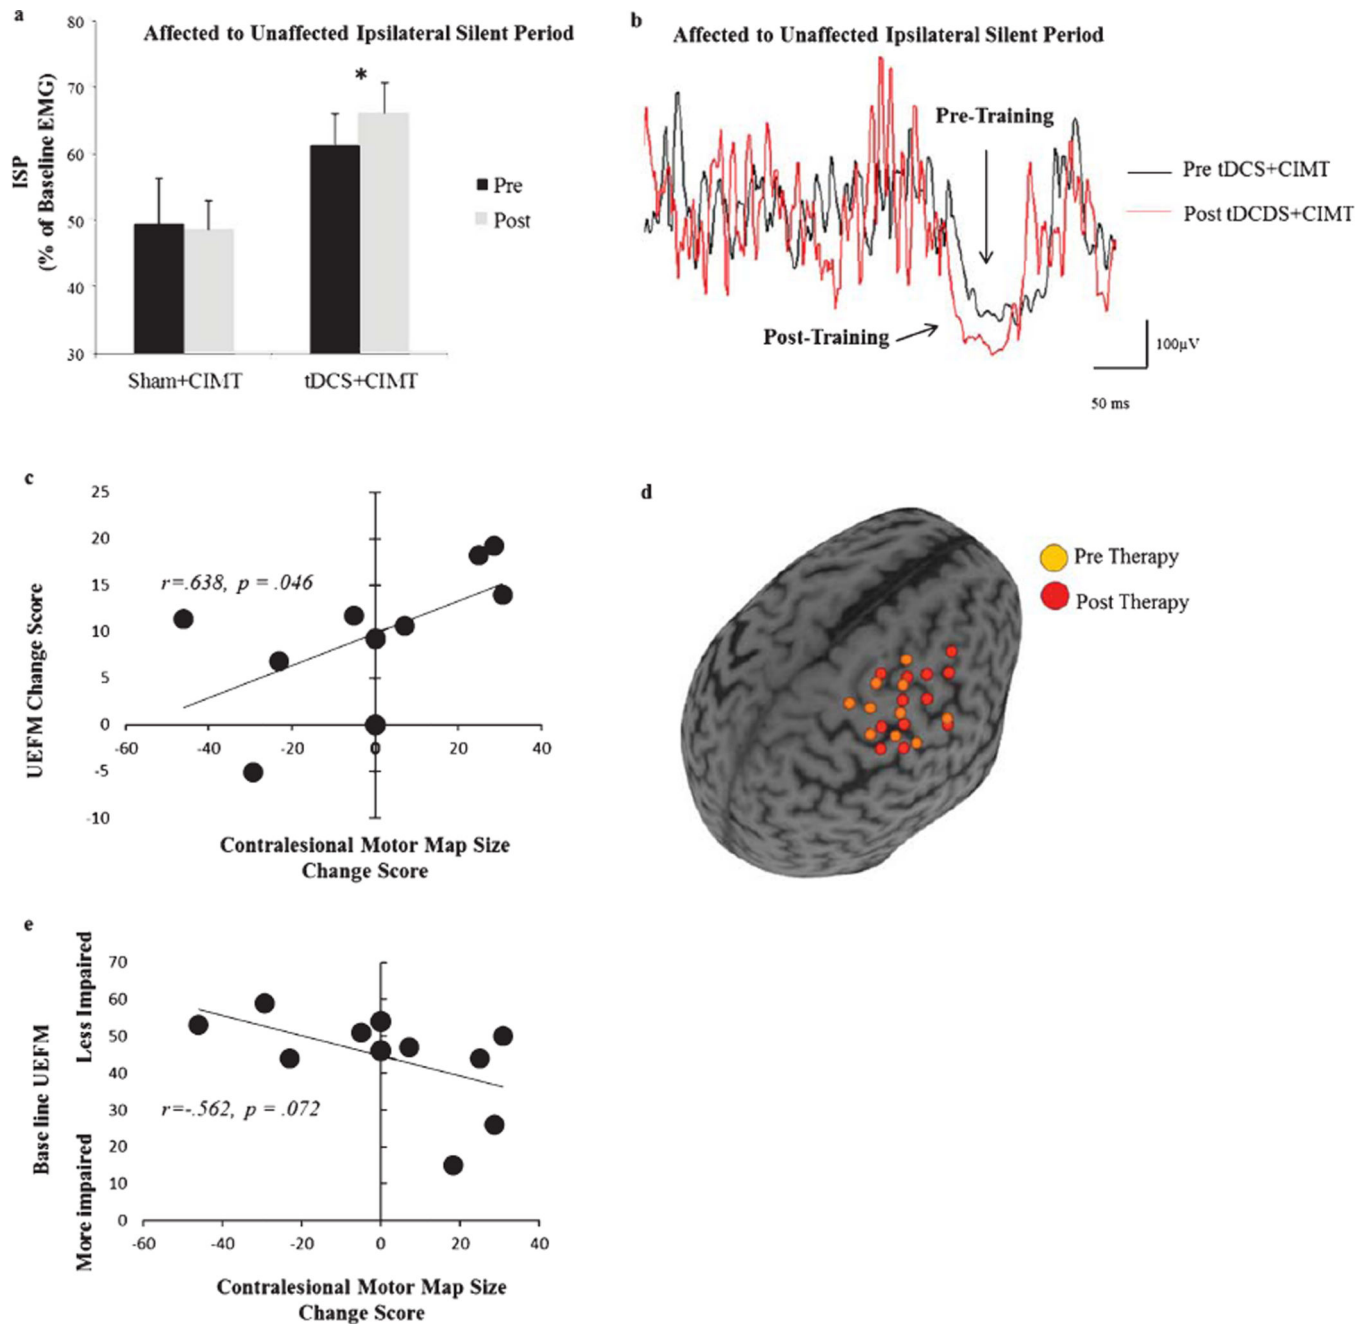 a
Affected to Unaffected Ipsilateral Silent Period
ISP
(% of Baseline EMG)
80
70
60
50
40
30
*
Pre
Post
Sham+CIMT
tDCS+CIMT
b
Affected to Unaffected Ipsilateral Silent Period
Pre-Training
Post-Training
Pre tDCS+CIMT
Post tDCDS+CIMT
100µV
50 ms
c
UEFM Change Score
25
20
15
10
5
0
-5
-10
r=.638, p = .046
-60
-40
-20
0
20
40
Contralesional Motor Map Size
Change Score
d
Pre Therapy
Post Therapy
e
Base line UEFM
More impaired
Less Impaired
70
60
50
40
30
20
10
0
r=-.562, p = .072
-60
-40
-20
0
20
40
Contralesional Motor Map Size
Change Score